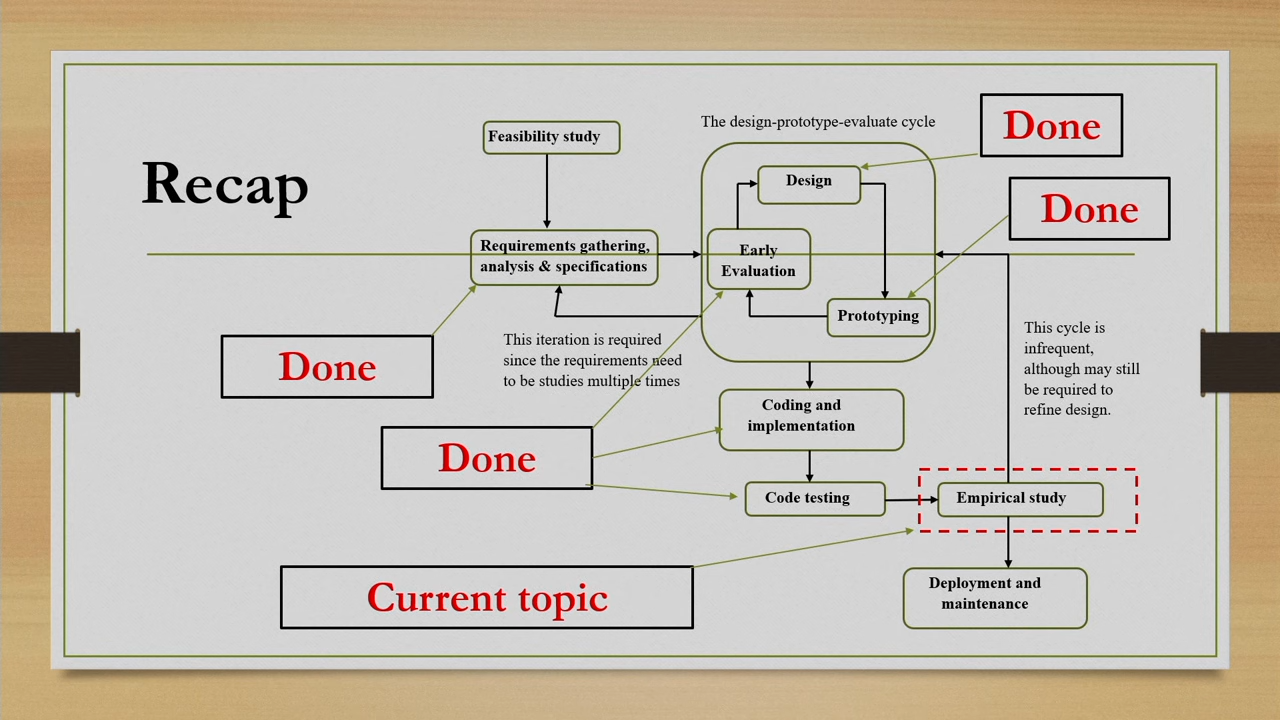 Recap
Feasibility study
The design-prototype-evaluate cycle
Done
Design
Done
Requirements gathering,
analysis & specifications
Early
Evaluation
Prototyping
This iteration is required
since the requirements need
to be studies multiple times
This cycle is
infrequent,
although may still
be required to
refine design.
Done
Coding and
implementation
Done
Code testing
Empirical study
Current topic
Deployment and
maintenance